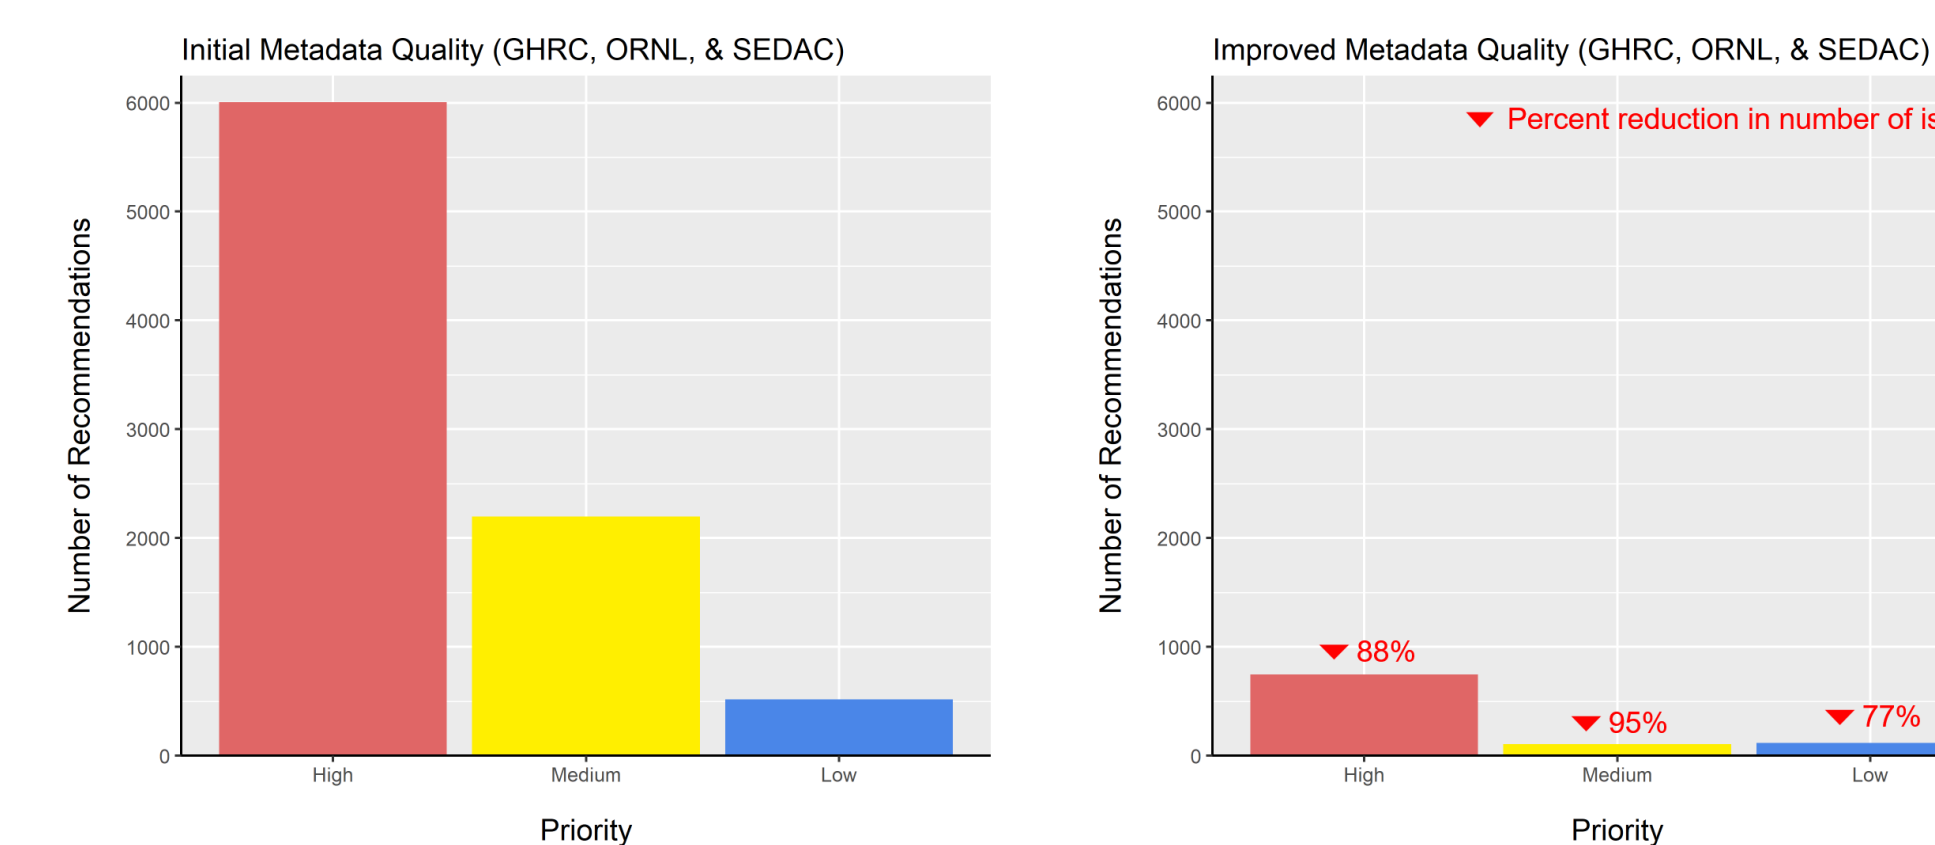 Initial Metadata Quality (GHRC, ORNL, & SEDAC)
Number of Recommendations
6000
5000
4000
3000
2000
1000
0
High Medium Low
Priority
Improved Metadata Quality (GHRC, ORNL, & SEDAC)
Percent reduction in number of
Number of Recommendations
6000
5000
4000
3000
2000
1000
0
88%
95%
77%
High Medium Low
Priority